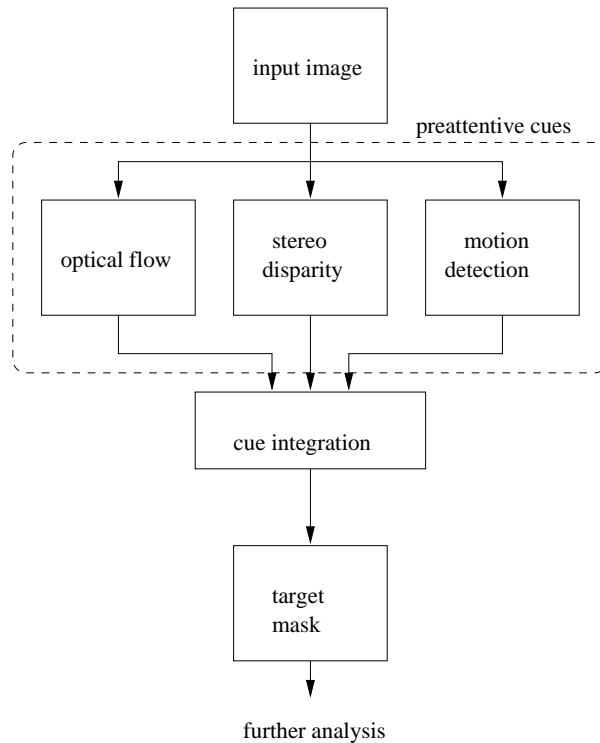 input image
preattentive cues
optical flow
stereo
disparity
motion
detection
cue integration
target
mask
further analysis